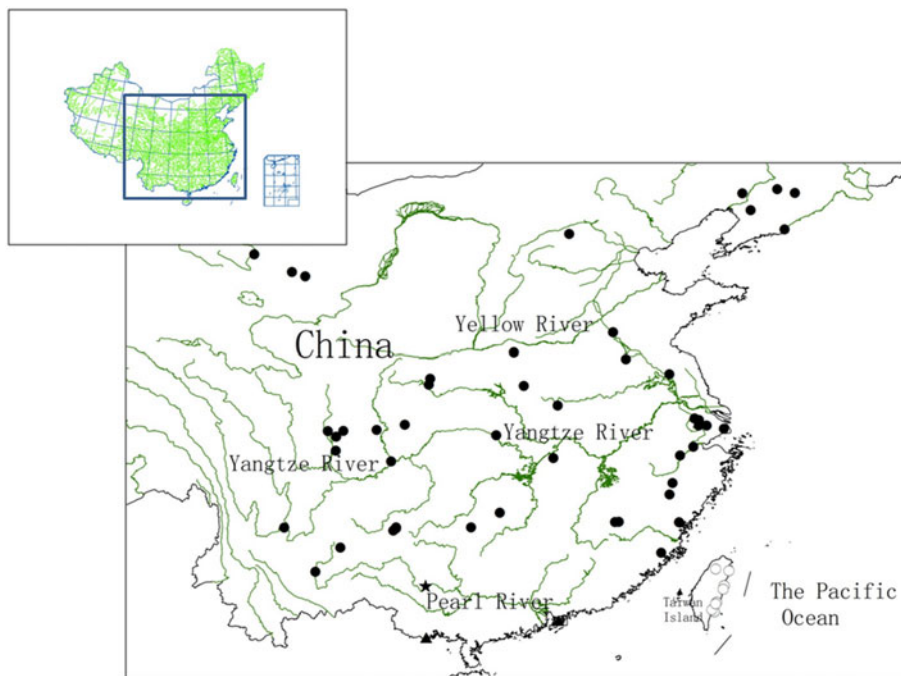 Yellow River
China
Yangtze River
Yangtze River
Pearl River
Taiwan
Island
The Pacific
Ocean